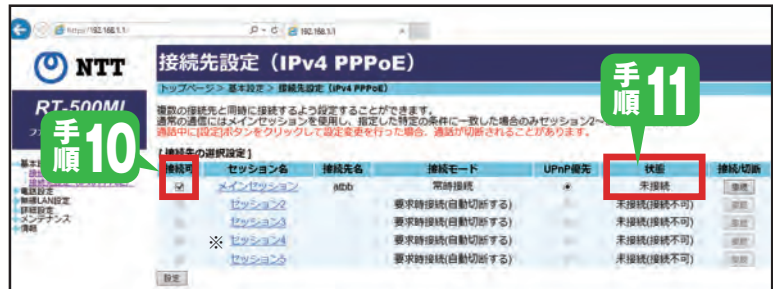 http://192.168.1.1/
192.168.1.1
NTT
接続先設定（IPv4 PPPoE）
トップページ > 基本設定 > 接続先設定（IPv4 PPPoE）
RT-500MI
複数の接続先と同時に接続するよう設定することができます。
通常の通信にはメインセッションを使用し、指定した特定の条件に一致した場合のみセッション2～
通話中に[設定]ボタンをクリックして設定変更を行った場合、通話が切断されることがあります。
手順10
手順11
[接続先の選択設定]
接続可 セッション名 接続先名 接続モード UPnP優先 状態 接続/切断
メインセッション atbb 常時接続 未接続 接続
セッション2 要求時接続(自動切断する) 未接続(接続不可) 接続
セッション3 要求時接続(自動切断する) 未接続(接続不可) 接続
※ セッション4 要求時接続(自動切断する) 未接続(接続不可) 接続
セッション5 要求時接続(自動切断する) 未接続(接続不可) 接続
設定
電話設定
無線LAN設定
詳細設定
メンテナンス
情報